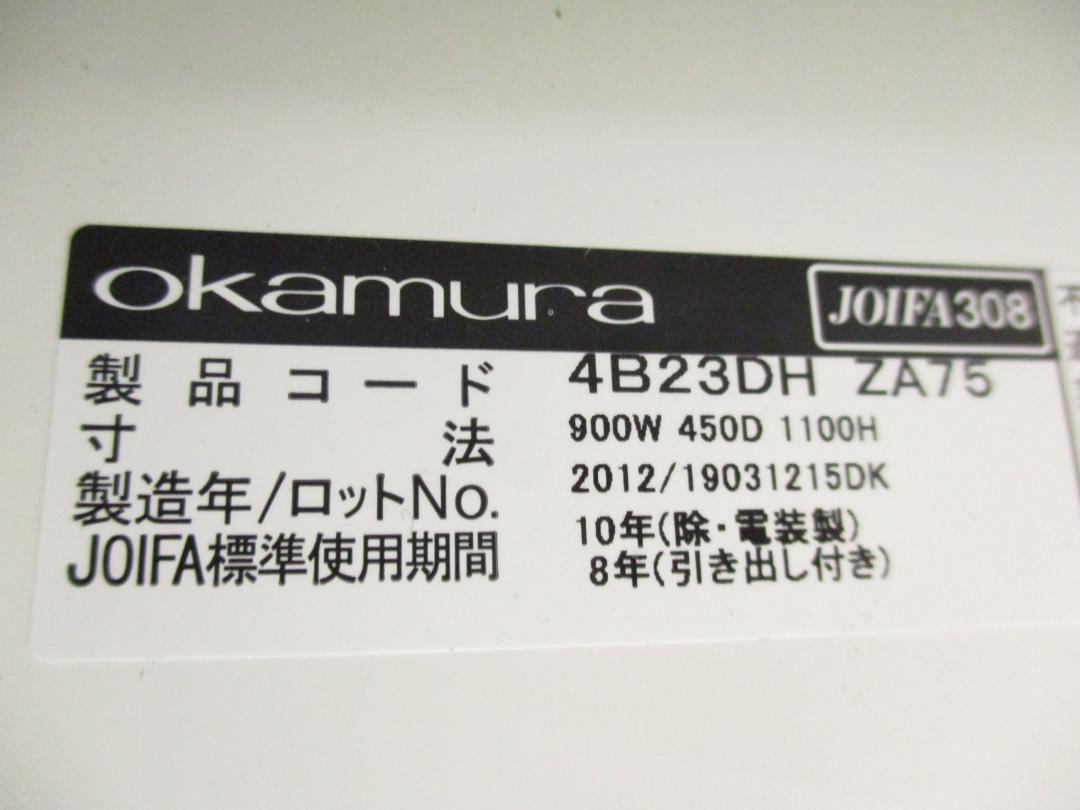 okamura JOIFA308
製品コード 4B23DH ZA75
寸法 900W 450D 1100H
製造年/ロットNo. 2012/19031215DK
JOIFA標準使用期間 10年(除・電装製)
8年(引き出し付き)